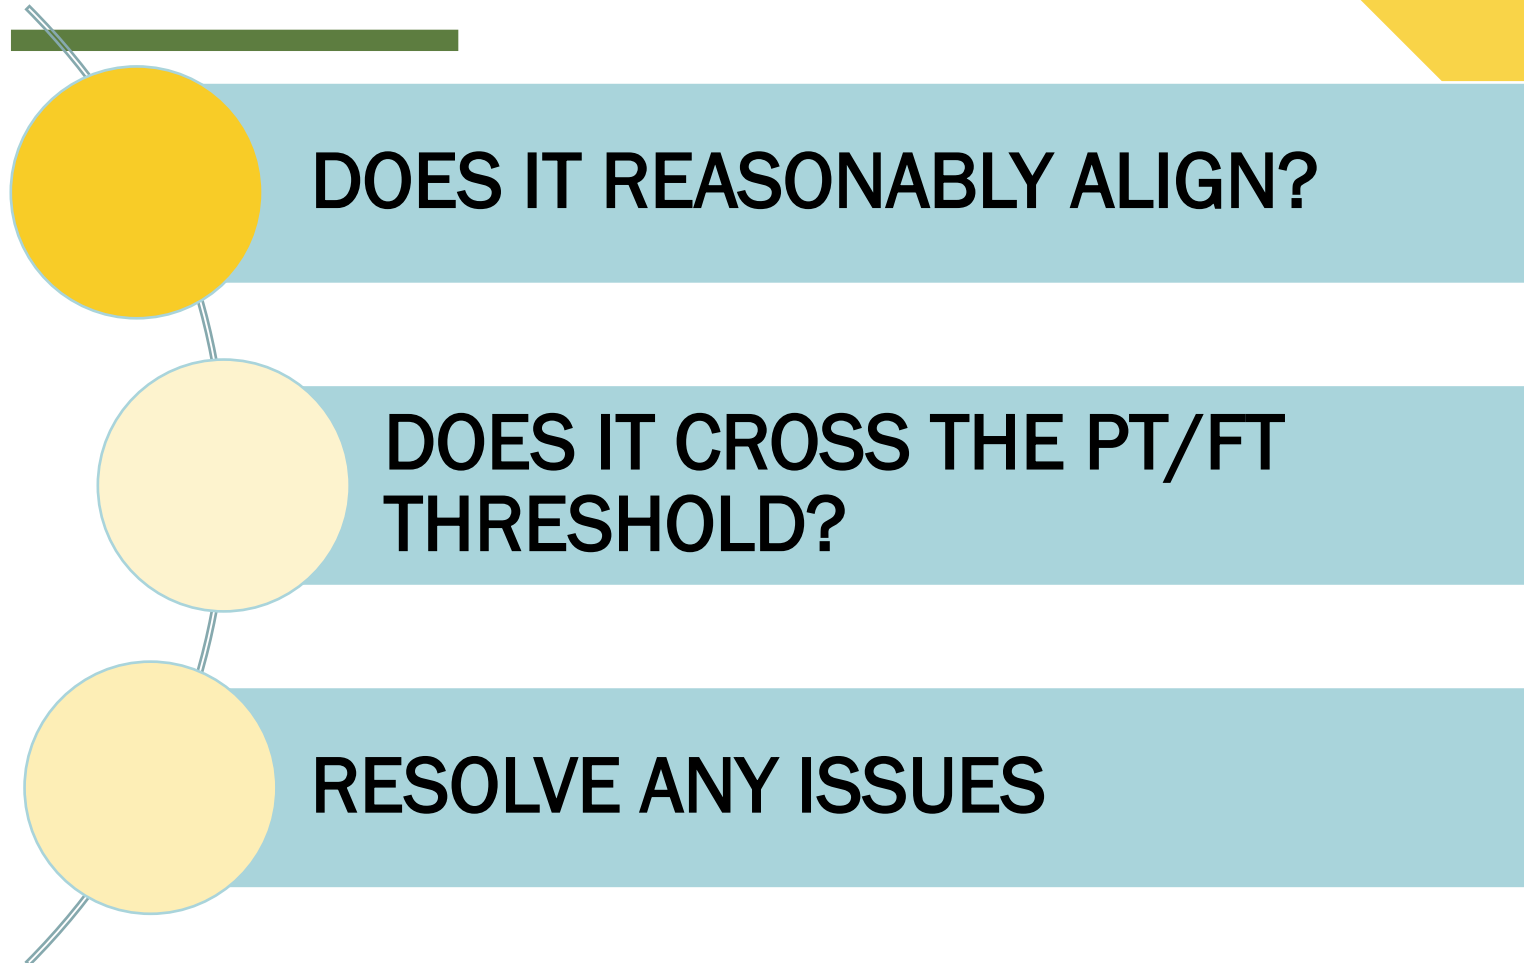 DOES IT REASONABLY ALIGN?
DOES IT CROSS THE PT/FT
THRESHOLD?
RESOLVE ANY ISSUES